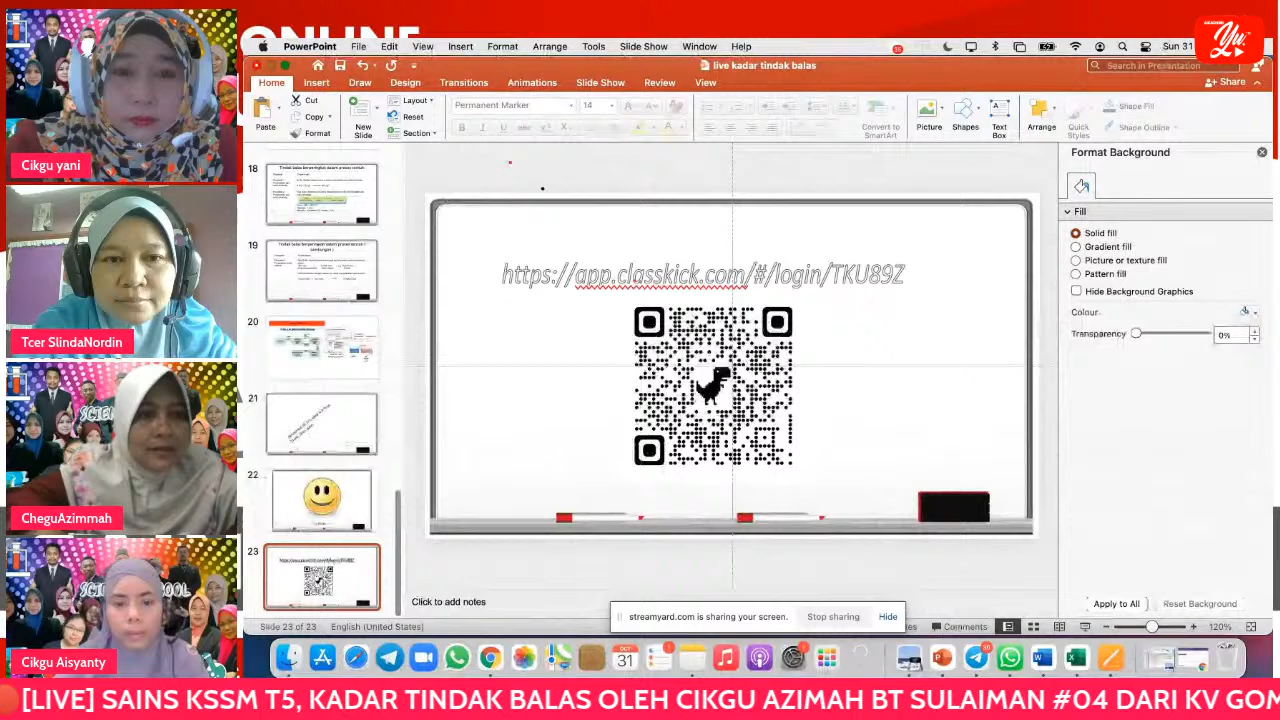 ONLINE
Cikgu yani
Tcer SlindaNordin
CheguAzimmah
Cikgu Aisyanty
PowerPoint File Edit View Insert Format Arrange Tools Slide Show Window Help
Sun 31
live kadar tindak balas
Search in Presentation
Home Insert Draw Design Transitions Animations Slide Show Review View
Share
Paste
Cut
Copy
Format
New Slide
Layout
Reset
Section
Permanent Marker 14
Convert to SmartArt
Picture
Shapes
Text Box
Arrange
Quick Styles
Shape Fill
Shape Outline
18
19
20
21
22
23
https://app.classkick.com/#/login/TKU89Z
Format Background
Fill
Solid fill
Gradient fill
Picture or texture fill
Pattern fill
Hide Background Graphics
Colour
Transparency 0%
Apply to All Reset Background
Click to add notes
streamyard.com is sharing your screen. Stop sharing Hide
Slide 23 of 23 English (United States)
Comments
120%
OCT
31
[LIVE] SAINS KSSM T5, KADAR TINDAK BALAS OLEH CIKGU AZIMAH BT SULAIMAN #04 DARI KV GOM